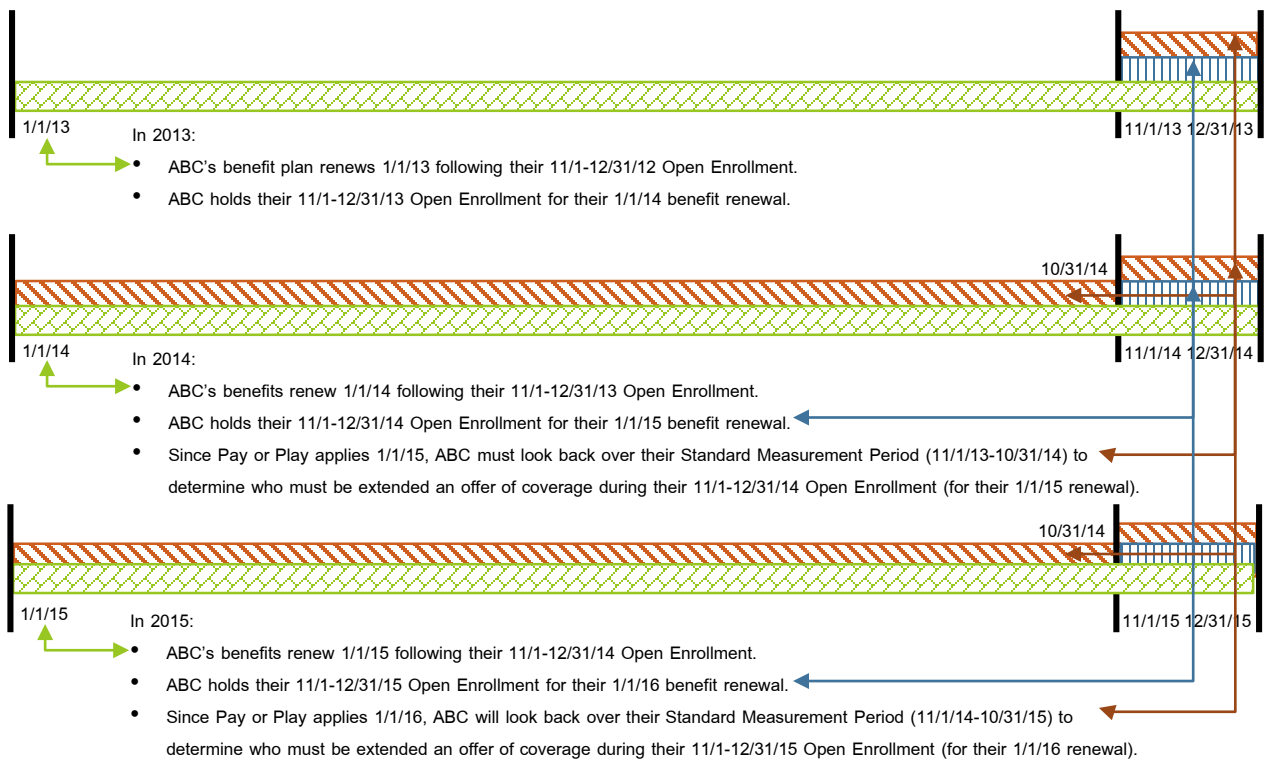 1/1/13
11/1/13 12/31/13
In 2013:
• ABC's benefit plan renews 1/1/13 following their 11/1-12/31/12 Open Enrollment.
• ABC holds their 11/1-12/31/13 Open Enrollment for their 1/1/14 benefit renewal.
10/31/14
1/1/14
11/1/14 12/31/14
In 2014:
• ABC's benefits renew 1/1/14 following their 11/1-12/31/13 Open Enrollment.
• ABC holds their 11/1-12/31/14 Open Enrollment for their 1/1/15 benefit renewal.
• Since Pay or Play applies 1/1/15, ABC must look back over their Standard Measurement Period (11/1/13-10/31/14) to
determine who must be extended an offer of coverage during their 11/1-12/31/14 Open Enrollment (for their 1/1/15 renewal).
10/31/14
1/1/15
11/1/15 12/31/15
In 2015:
• ABC's benefits renew 1/1/15 following their 11/1-12/31/14 Open Enrollment.
• ABC holds their 11/1-12/31/15 Open Enrollment for their 1/1/16 benefit renewal.
• Since Pay or Play applies 1/1/16, ABC will look back over their Standard Measurement Period (11/1/14-10/31/15) to
determine who must be extended an offer of coverage during their 11/1-12/31/15 Open Enrollment (for their 1/1/16 renewal).